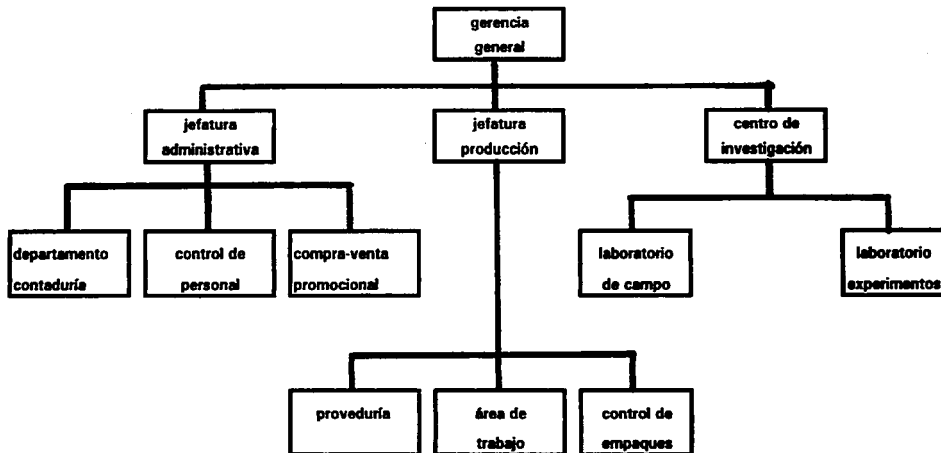 gerencia
general
jefatura
administrativa
jefatura
producción
centro de
investigación
departamento
contaduría
control de
personal
compra-venta
promocional
laboratorio
de campo
laboratorio
experimentos
proveduría
área de
trabajo
control de
empaques